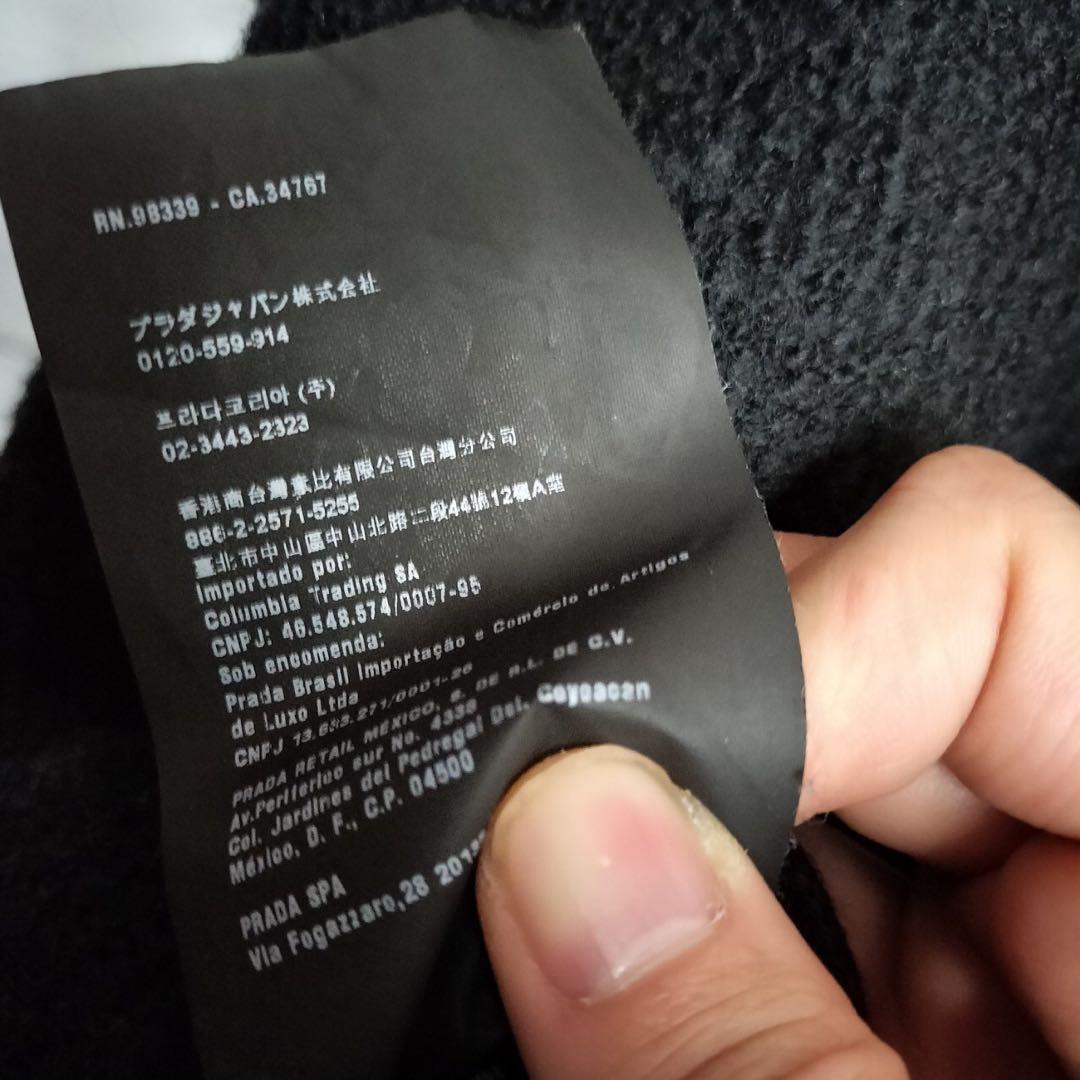 RN.98339 - CA.34767
プラダジャパン株式会社
0120-559-914
프라다코리아 (주)
02-3443-2323
香港商台灣拿比有限公司台灣分公司
886-2-2571-5255
臺北市中山區中山北路二段44號12樓A座
Importado por:
Columbia Trading SA
CNPJ: 46.548.574/0007-95
Sob encomenda:
Prada Brasil Importação e Comércio de Artigos
de Luxo Ltda
CNPJ 13.693.271/0001-26
PRADA RETAIL MÉXICO, S. DE R.L. DE C.V.
Av.Periferico sur No. 4338
Col. Jardines del Pedregal Del. Coyoacan
México, D. F., C.P. 04500
PRADA SPA
Via Fogazzaro,28